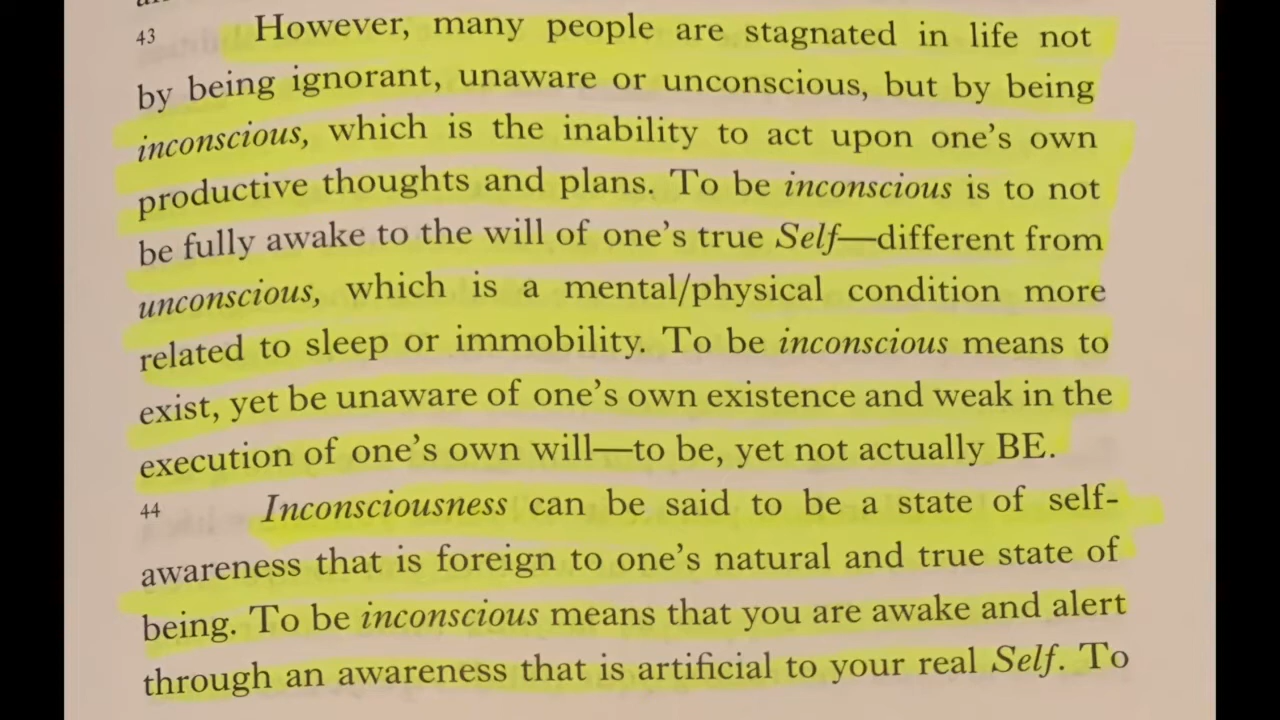 43 However, many people are stagnated in life not
by being ignorant, unaware or unconscious, but by being
inconscious, which is the inability to act upon one's own
productive thoughts and plans. To be inconscious is to not
be fully awake to the will of one's true Self—different from
unconscious, which is a mental/physical condition more
related to sleep or immobility. To be inconscious means to
exist, yet be unaware of one's own existence and weak in the
execution of one's own will—to be, yet not actually BE.
44 Inconsciousness can be said to be a state of self-
awareness that is foreign to one's natural and true state of
being. To be inconscious means that you are awake and alert
through an awareness that is artificial to your real Self. To